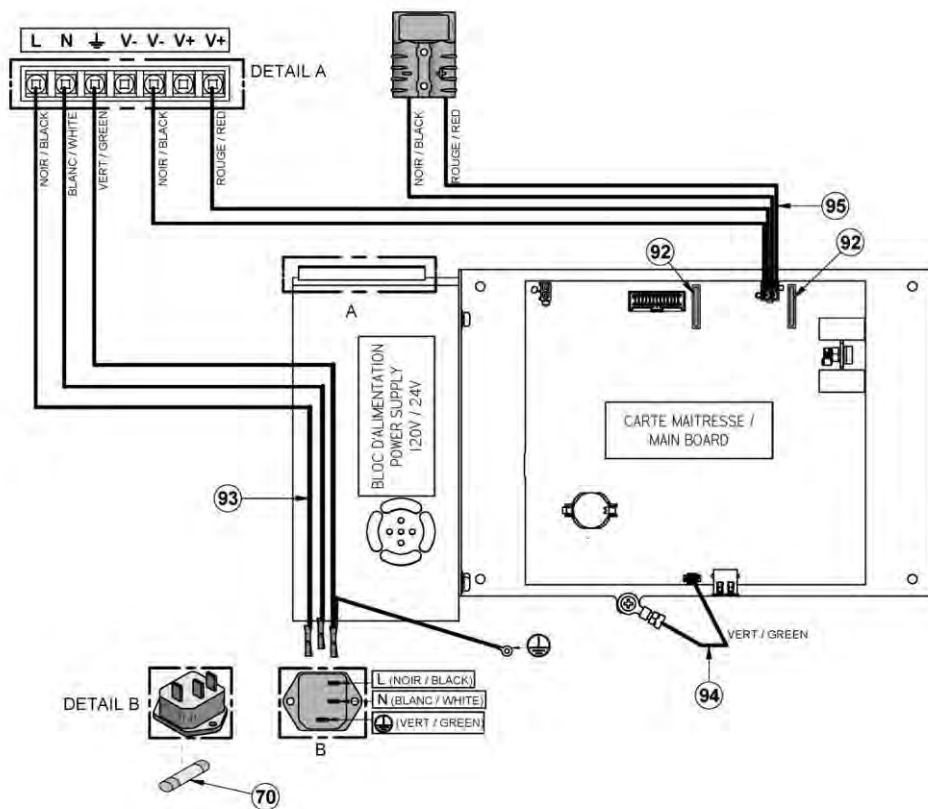 L N V- V- V+ V+
DETAIL A
NOIR / BLACK
BLANC / WHITE
VERT / GREEN
NOIR / BLACK
ROUGE / RED
NOIR / BLACK
ROUGE / RED
95
92
92
A
BLOC D'ALIMENTATION
POWER SUPPLY
120V / 24V
CARTE MAITRESSE /
MAIN BOARD
93
VERT / GREEN
94
DETAIL B
L (NOIR / BLACK)
N (BLANC / WHITE)
(VERT / GREEN)
B
70